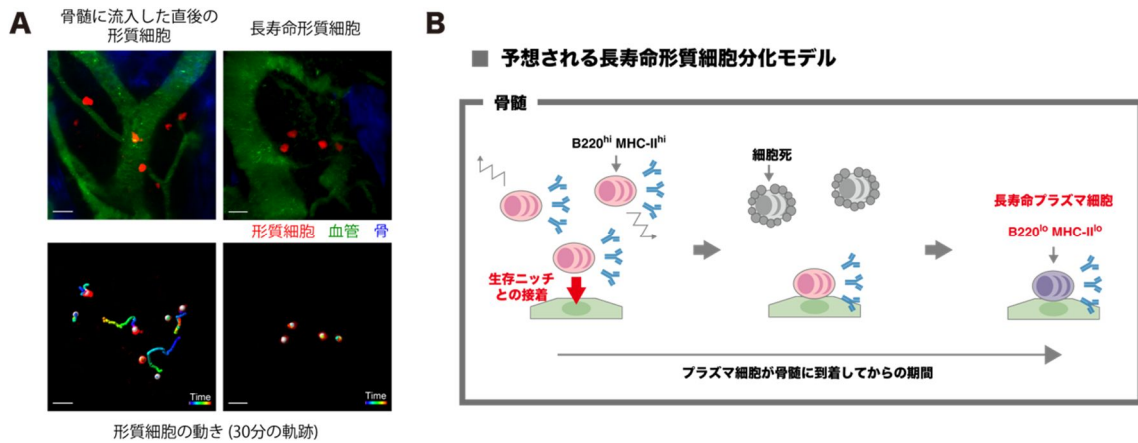 A
骨髄に流入した直後の
形質細胞
長寿命形質細胞
形質細胞 血管 骨
Time
Time
形質細胞の動き (30分の軌跡)
B
■ 予想される長寿命形質細胞分化モデル
骨髄
B220hi MHC-IIhi
生存ニッチ
との接着
細胞死
長寿命プラズマ細胞
B220lo MHC-IIlo
プラズマ細胞が骨髄に到着してからの期間